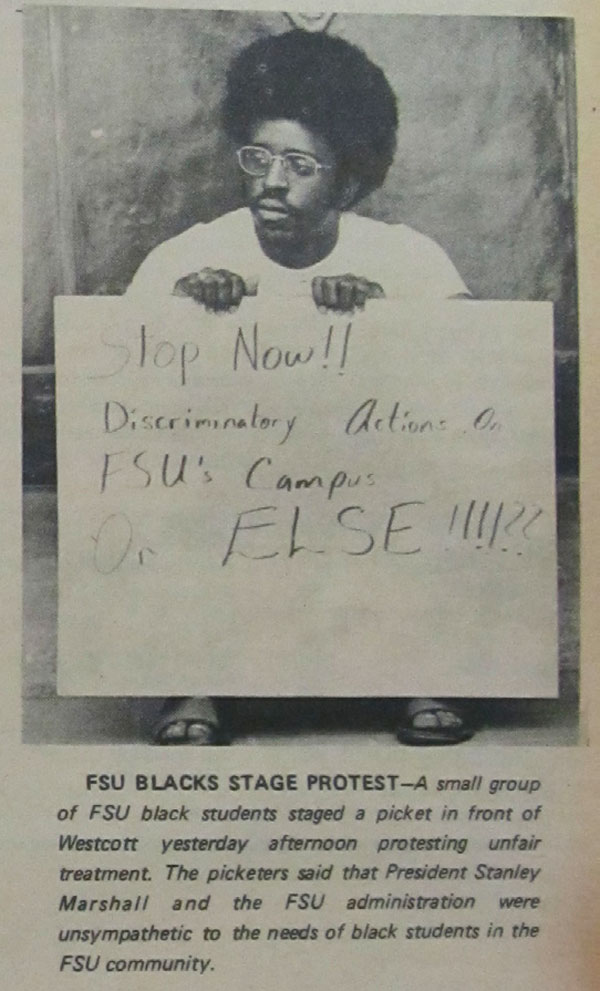 Stop Now!!
Discriminatory Actions On
FSU's Campus
Or ELSE !!!!??
FSU BLACKS STAGE PROTEST—A small group
of FSU black students staged a picket in front of
Westcott yesterday afternoon protesting unfair
treatment. The picketers said that President Stanley
Marshall and the FSU administration were
unsympathetic to the needs of black students in the
FSU community.